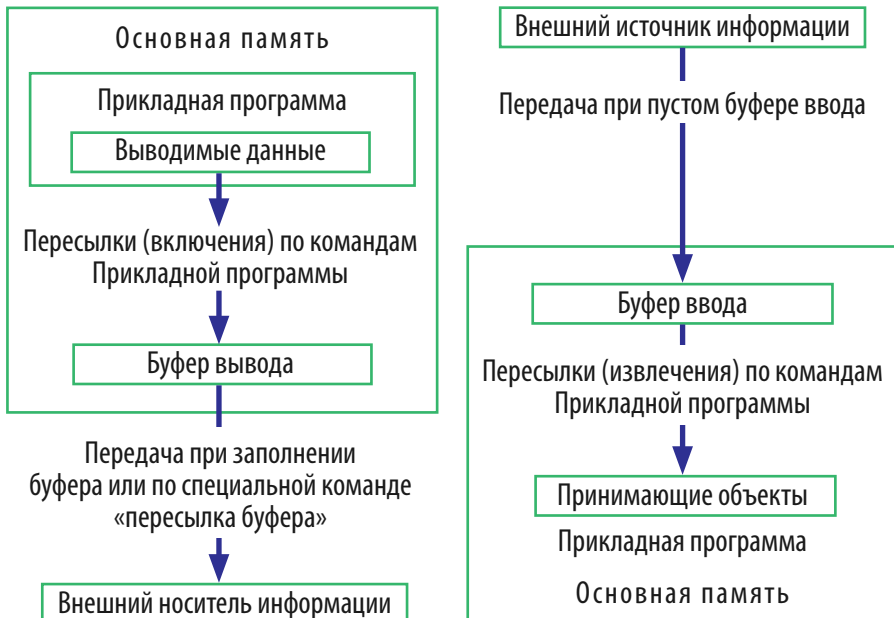 Основная память
Прикладная программа
Выводимые данные
Пересылки (включения) по командам
Прикладной программы
Буфер вывода
Передача при заполнении
буфера или по специальной команде
«пересылка буфера»
Внешний носитель информации
Внешний источник информации
Передача при пустом буфере ввода
Буфер ввода
Пересылки (извлечения) по командам
Прикладной программы
Принимающие объекты
Прикладная программа
Основная память